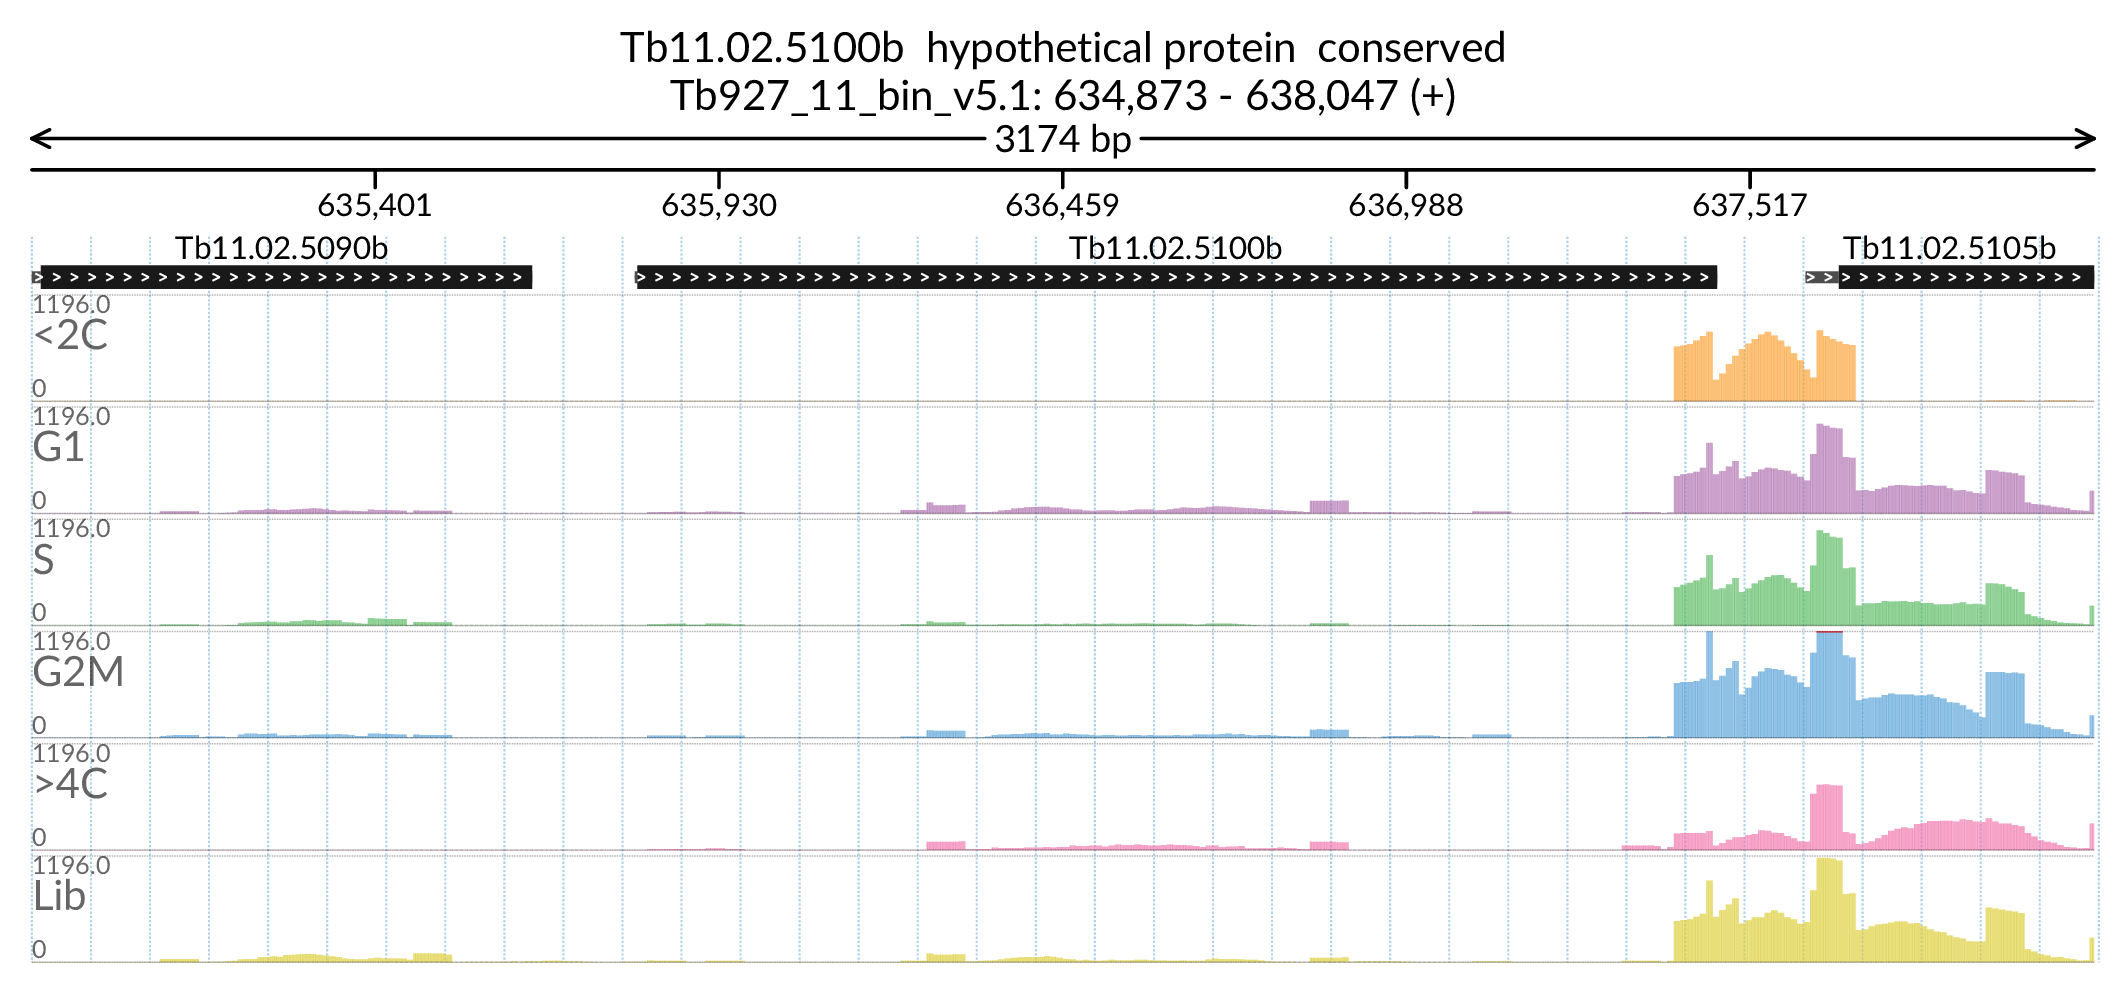 Tb11.02.5100b hypothetical protein conserved
Tb927_11_bin_v5.1: 634,873 - 638,047 (+)
3174 bp
635,401 635,930 636,459 636,988 637,517
Tb11.02.5090b Tb11.02.5100b Tb11.02.5105b
1196.0
<2C
0
1196.0
G1
0
1196.0
S
0
1196.0
G2M
0
1196.0
>4C
0
1196.0
Lib
0